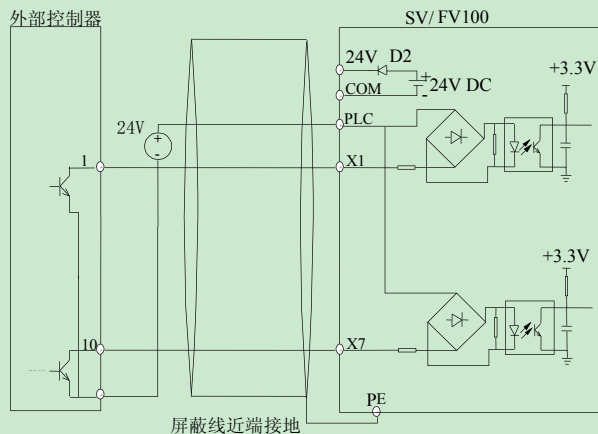 外部控制器
SV/ FV100
24V
D2
+
24V DC
-
COM
+3.3V
PLC
24V
+
-
1
X1
+3.3V
10
X7
PE
屏蔽线近端接地